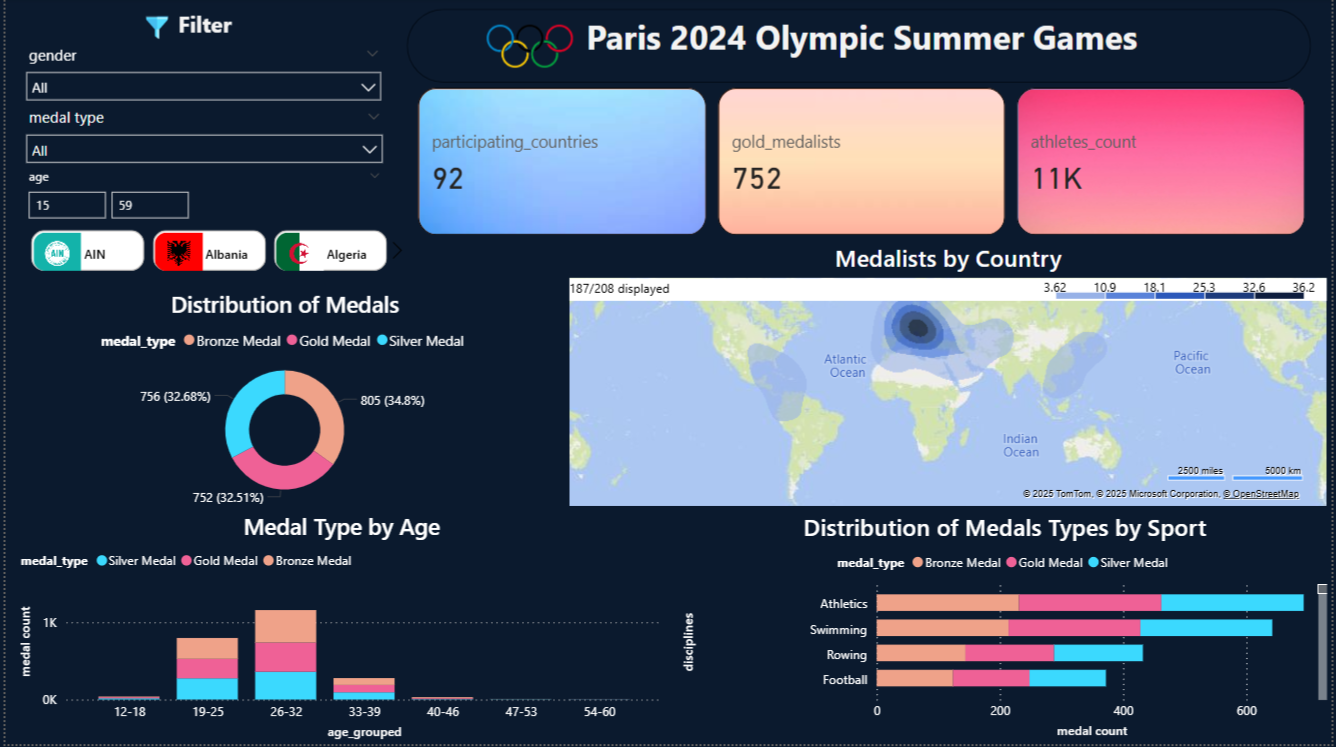 Filter
Paris 2024 Olympic Summer Games
gender
All
medal type
All
age
15 59
AIN AIN Albania Algeria
participating_countries
92
gold_medalists
752
athletes_count
11K
Distribution of Medals
medal_type Bronze Medal Gold Medal Silver Medal
756 (32.68%)
805 (34.8%)
752 (32.51%)
Medalists by Country
187/208 displayed
3.62 10.9 18.1 25.3 32.6 36.2
Atlantic
Ocean
Pacific
Ocean
Indian
Ocean
2500 miles 5000 km
© 2025 TomTom, © 2025 Microsoft Corporation, © OpenStreetMap
Medal Type by Age
medal_type Silver Medal Gold Medal Bronze Medal
medal count
1K
0K
12-18 19-25 26-32 33-39 40-46 47-53 54-60
age_grouped
Distribution of Medals Types by Sport
medal_type Bronze Medal Gold Medal Silver Medal
disciplines
Athletics
Swimming
Rowing
Football
0 200 400 600
medal count